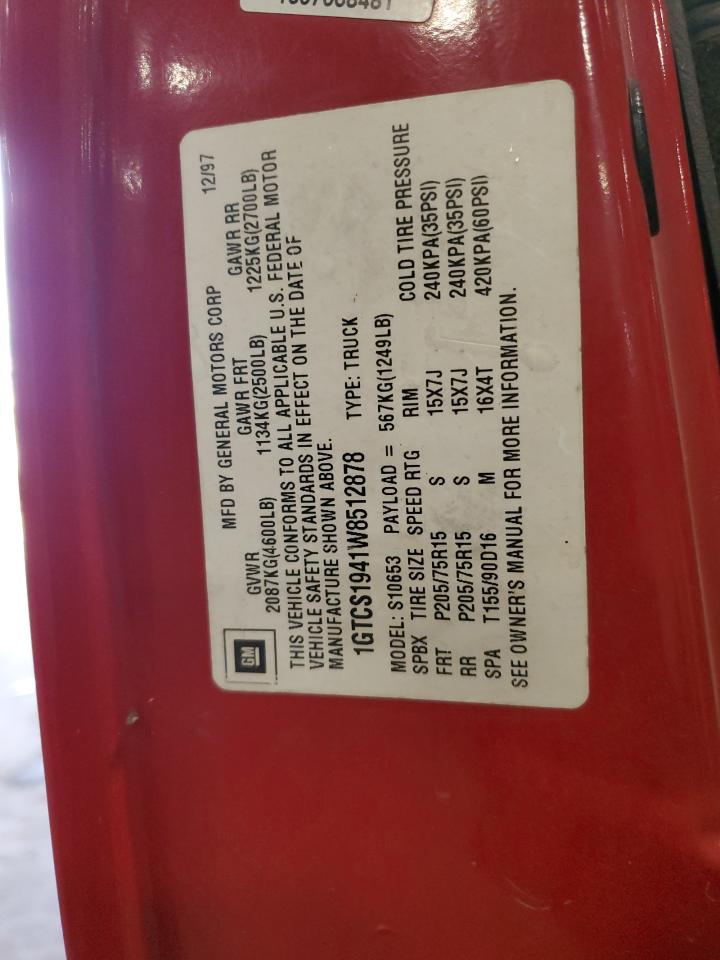 MFD BY GENERAL MOTORS CORP 12/97
GM
GVWR GAWR FRT GAWR RR
2087KG(4600LB) 1134KG(2500LB) 1225KG(2700LB)
THIS VEHICLE CONFORMS TO ALL APPLICABLE U.S. FEDERAL MOTOR
VEHICLE SAFETY STANDARDS IN EFFECT ON THE DATE OF
MANUFACTURE SHOWN ABOVE.
1GTCS1941W8512878 TYPE: TRUCK
MODEL: S10653 PAYLOAD = 567KG(1249LB)
SPBX TIRE SIZE SPEED RTG RIM COLD TIRE PRESSURE
FRT P205/75R15 S 15X7J 240KPA(35PSI)
RR P205/75R15 S 15X7J 240KPA(35PSI)
SPA T155/90D16 M 16X4T 420KPA(60PSI)
SEE OWNER'S MANUAL FOR MORE INFORMATION.